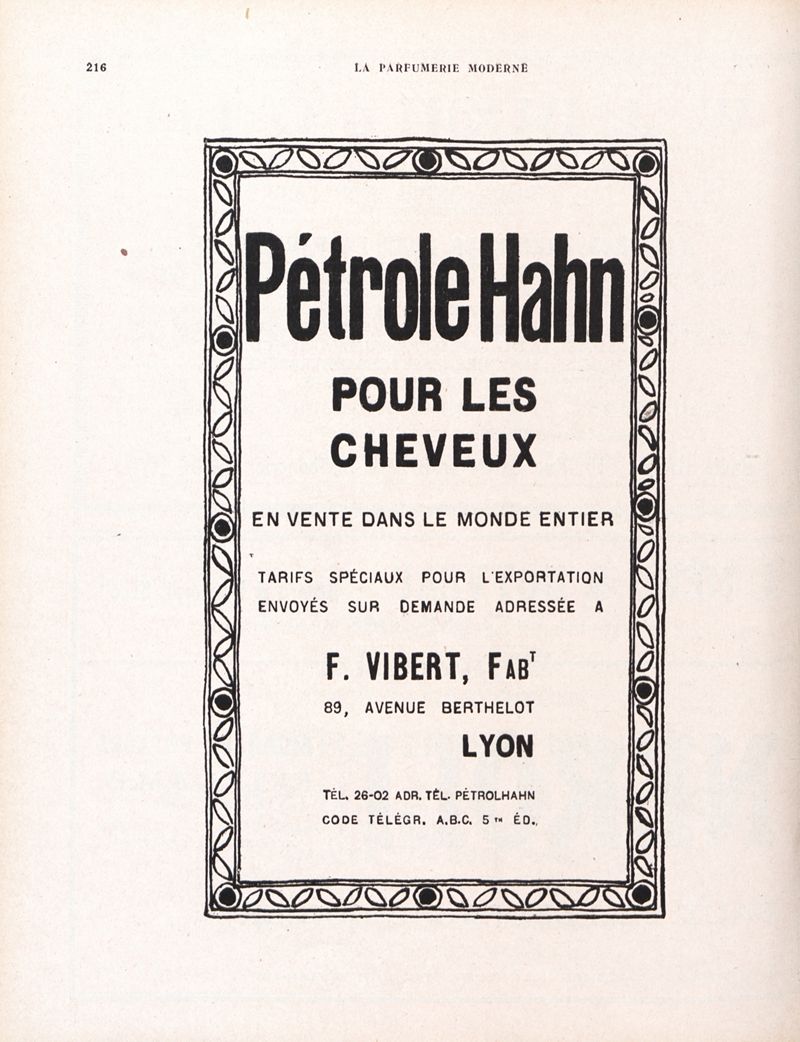 216
LA PARFUMERIE MODERNE
Pétrole Hahn
POUR LES
CHEVEUX
EN VENTE DANS LE MONDE ENTIER
TARIFS SPÉCIAUX POUR L'EXPORTATION
ENVOYÉS SUR DEMANDE ADRESSÉE A
F. VIBERT, FABT
89, AVENUE BERTHELOT
LYON
TÉL. 26-02 ADR. TÉL. PÉTROLHAHN
CODE TÉLÉGR. A.B.C. 5TH ÉD.